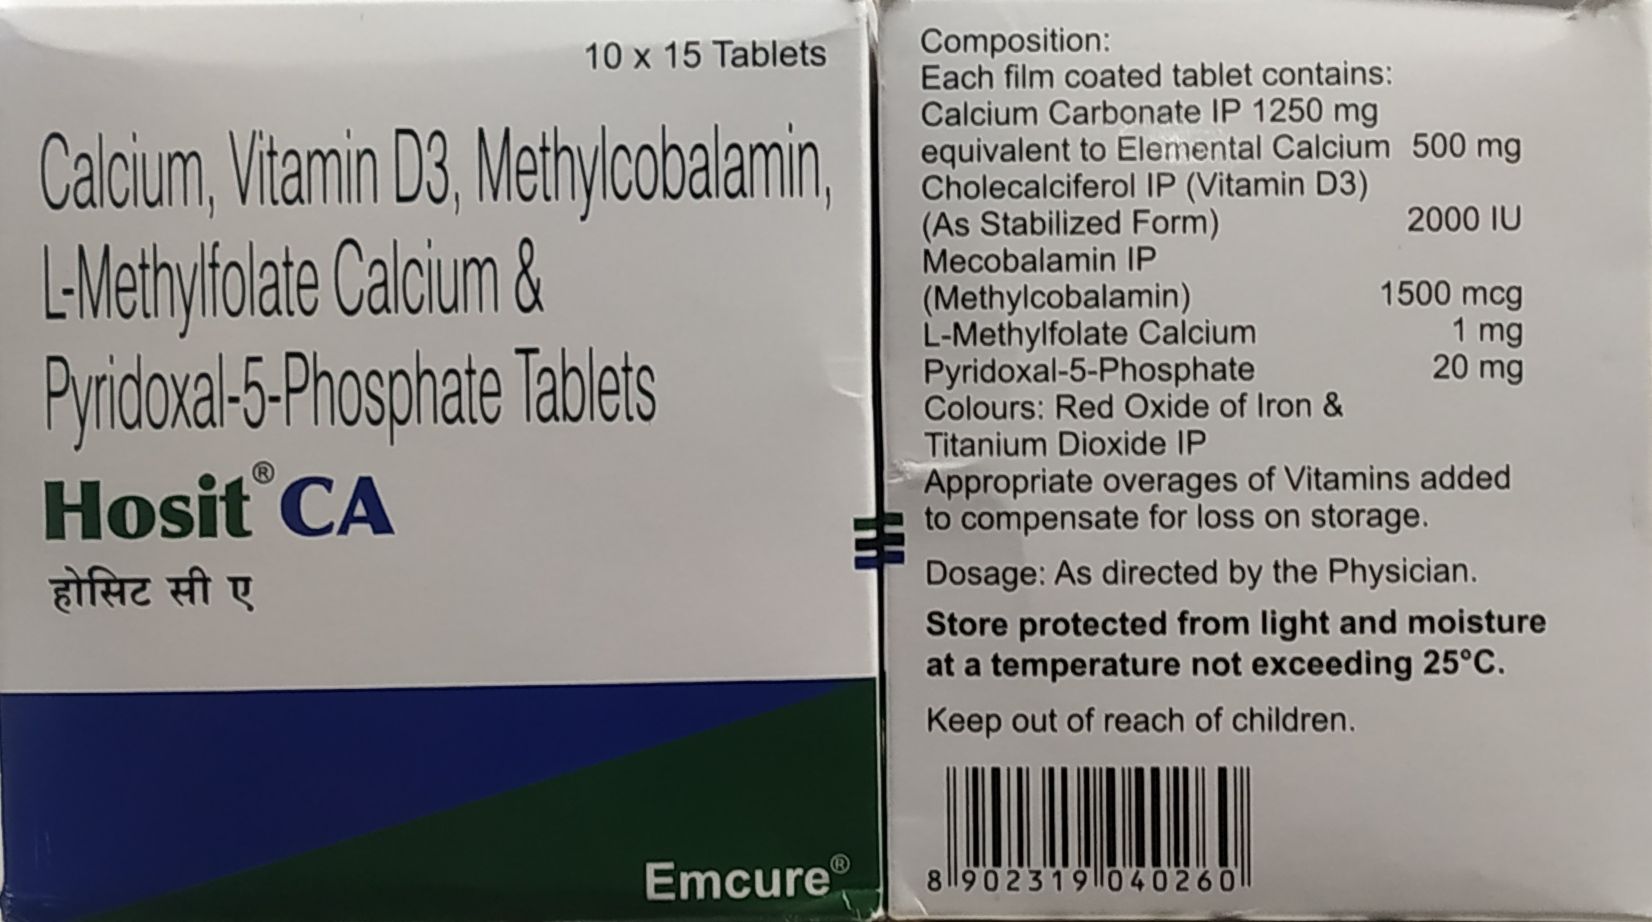 10 x 15 Tablets
Calcium, Vitamin D3, Methylcobalamin,
L-Methylfolate Calcium &
Pyridoxal-5-Phosphate Tablets
Hosit® CA
होसिट सी ए
Emcure®
Composition:
Each film coated tablet contains:
Calcium Carbonate IP 1250 mg
equivalent to Elemental Calcium 500 mg
Cholecalciferol IP (Vitamin D3)
(As Stabilized Form) 2000 IU
Mecobalamin IP
(Methylcobalamin) 1500 mcg
L-Methylfolate Calcium 1 mg
Pyridoxal-5-Phosphate 20 mg
Colours: Red Oxide of Iron &
Titanium Dioxide IP
Appropriate overages of Vitamins added
to compensate for loss on storage.
Dosage: As directed by the Physician.
Store protected from light and moisture
at a temperature not exceeding 25°C.
Keep out of reach of children.
8 902319 040260